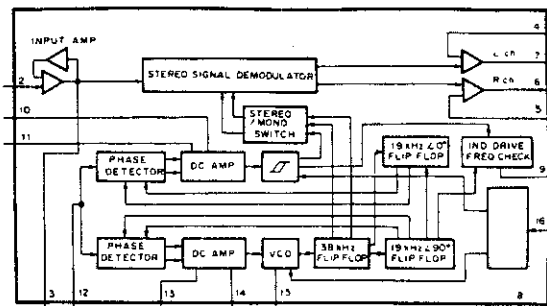 INPUT AMP
4
2
STEREO SIGNAL DEMODULATOR
L ch
7
R ch
6
10
STEREO
/MONO
SWITCH
5
11
PHASE
DETECTOR
DC AMP
19 kHz ∠0°
FLIP FLOP
IND DRIVE
FREQ CHECK
9
16
PHASE
DETECTOR
DC AMP
VCO
38 kHz
FLIP FLOP
19 kHz ∠90°
FLIP FLOP
3
12
13
14
15
8